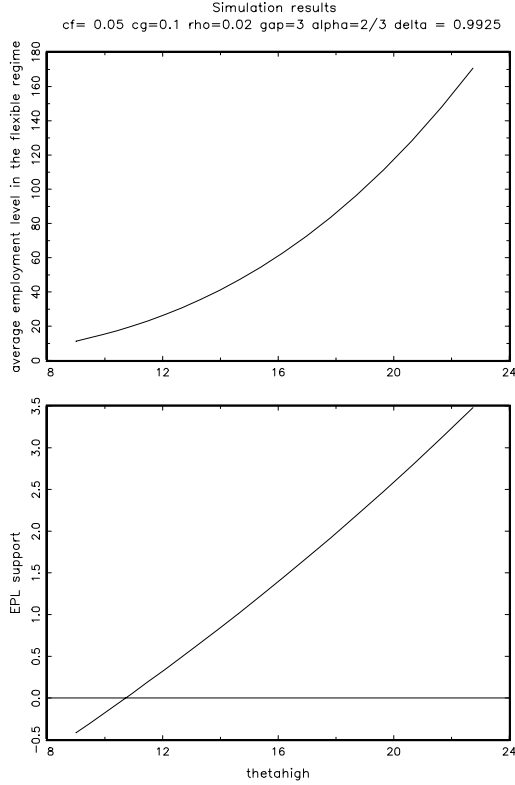 Simulation results
cf= 0.05 cg=0.1 rho=0.02 gap=3 alpha=2/3 delta = 0.9925
average employment level in the flexible regime
180
160
140
120
100
80
60
40
20
0
8 12 16 20 24
EPL support
3.5
3.0
2.5
2.0
1.5
1.0
0.5
0.0
−0.5
8 12 16 20 24
thetahigh